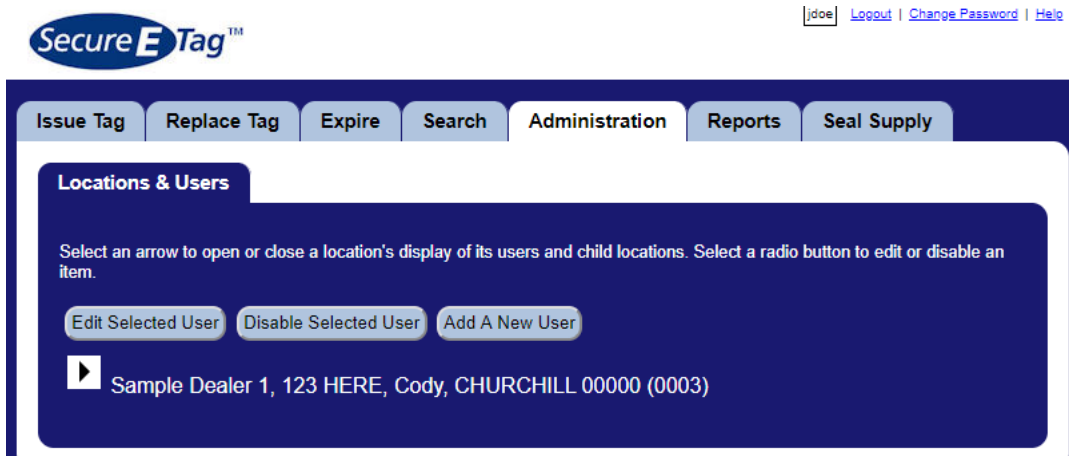 jdoe Logout | Change Password | Help
Secure E Tag™
Issue Tag Replace Tag Expire Search Administration Reports Seal Supply
Locations & Users
Select an arrow to open or close a location's display of its users and child locations. Select a radio button to edit or disable an
item.
Edit Selected User Disable Selected User Add A New User
Sample Dealer 1, 123 HERE, Cody, CHURCHILL 00000 (0003)